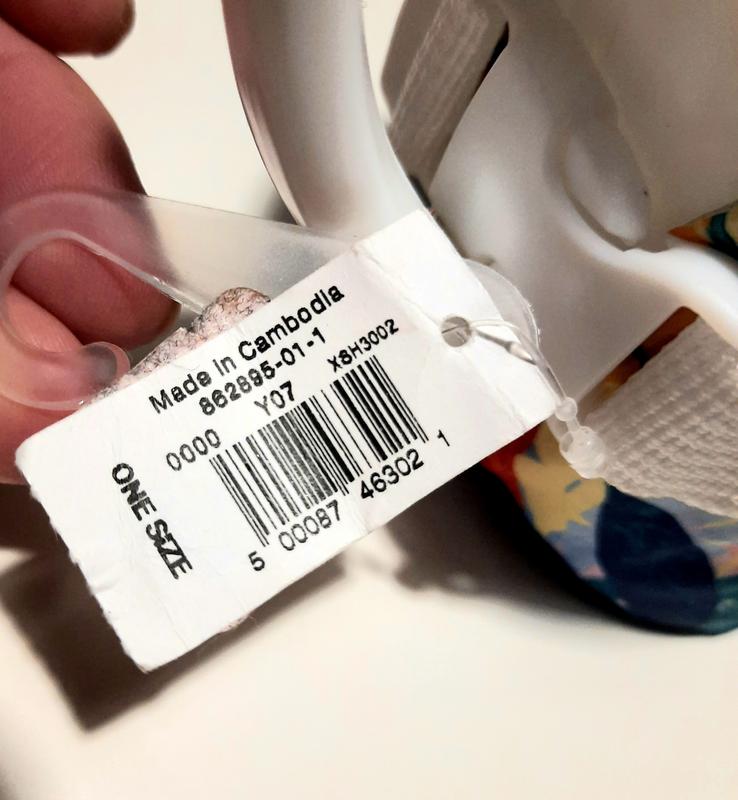 Made in Cambodia
862895-01-1
0000 Y07 XSH3002
5 00087 46302 1
ONE SIZE